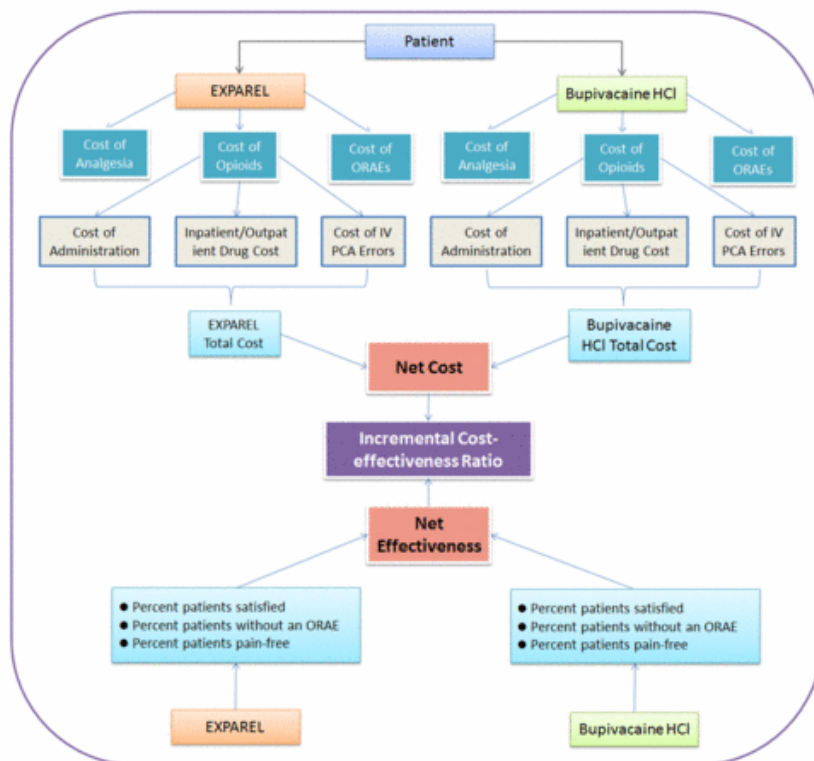 Patient
EXPAREL
Bupivacaine HCl
Cost of
Analgesia
Cost of
Opioids
Cost of
ORAEs
Cost of
Analgesia
Cost of
Opioids
Cost of
ORAEs
Cost of
Administration
Inpatient/Outpat
ient Drug Cost
Cost of IV
PCA Errors
Cost of
Administration
Inpatient/Outpat
ient Drug Cost
Cost of IV
PCA Errors
EXPAREL
Total Cost
Bupivacaine
HCl Total Cost
Net Cost
Incremental Cost-
effectiveness Ratio
Net
Effectiveness
● Percent patients satisfied
● Percent patients without an ORAE
● Percent patients pain-free
● Percent patients satisfied
● Percent patients without an ORAE
● Percent patients pain-free
EXPAREL
Bupivacaine HCl